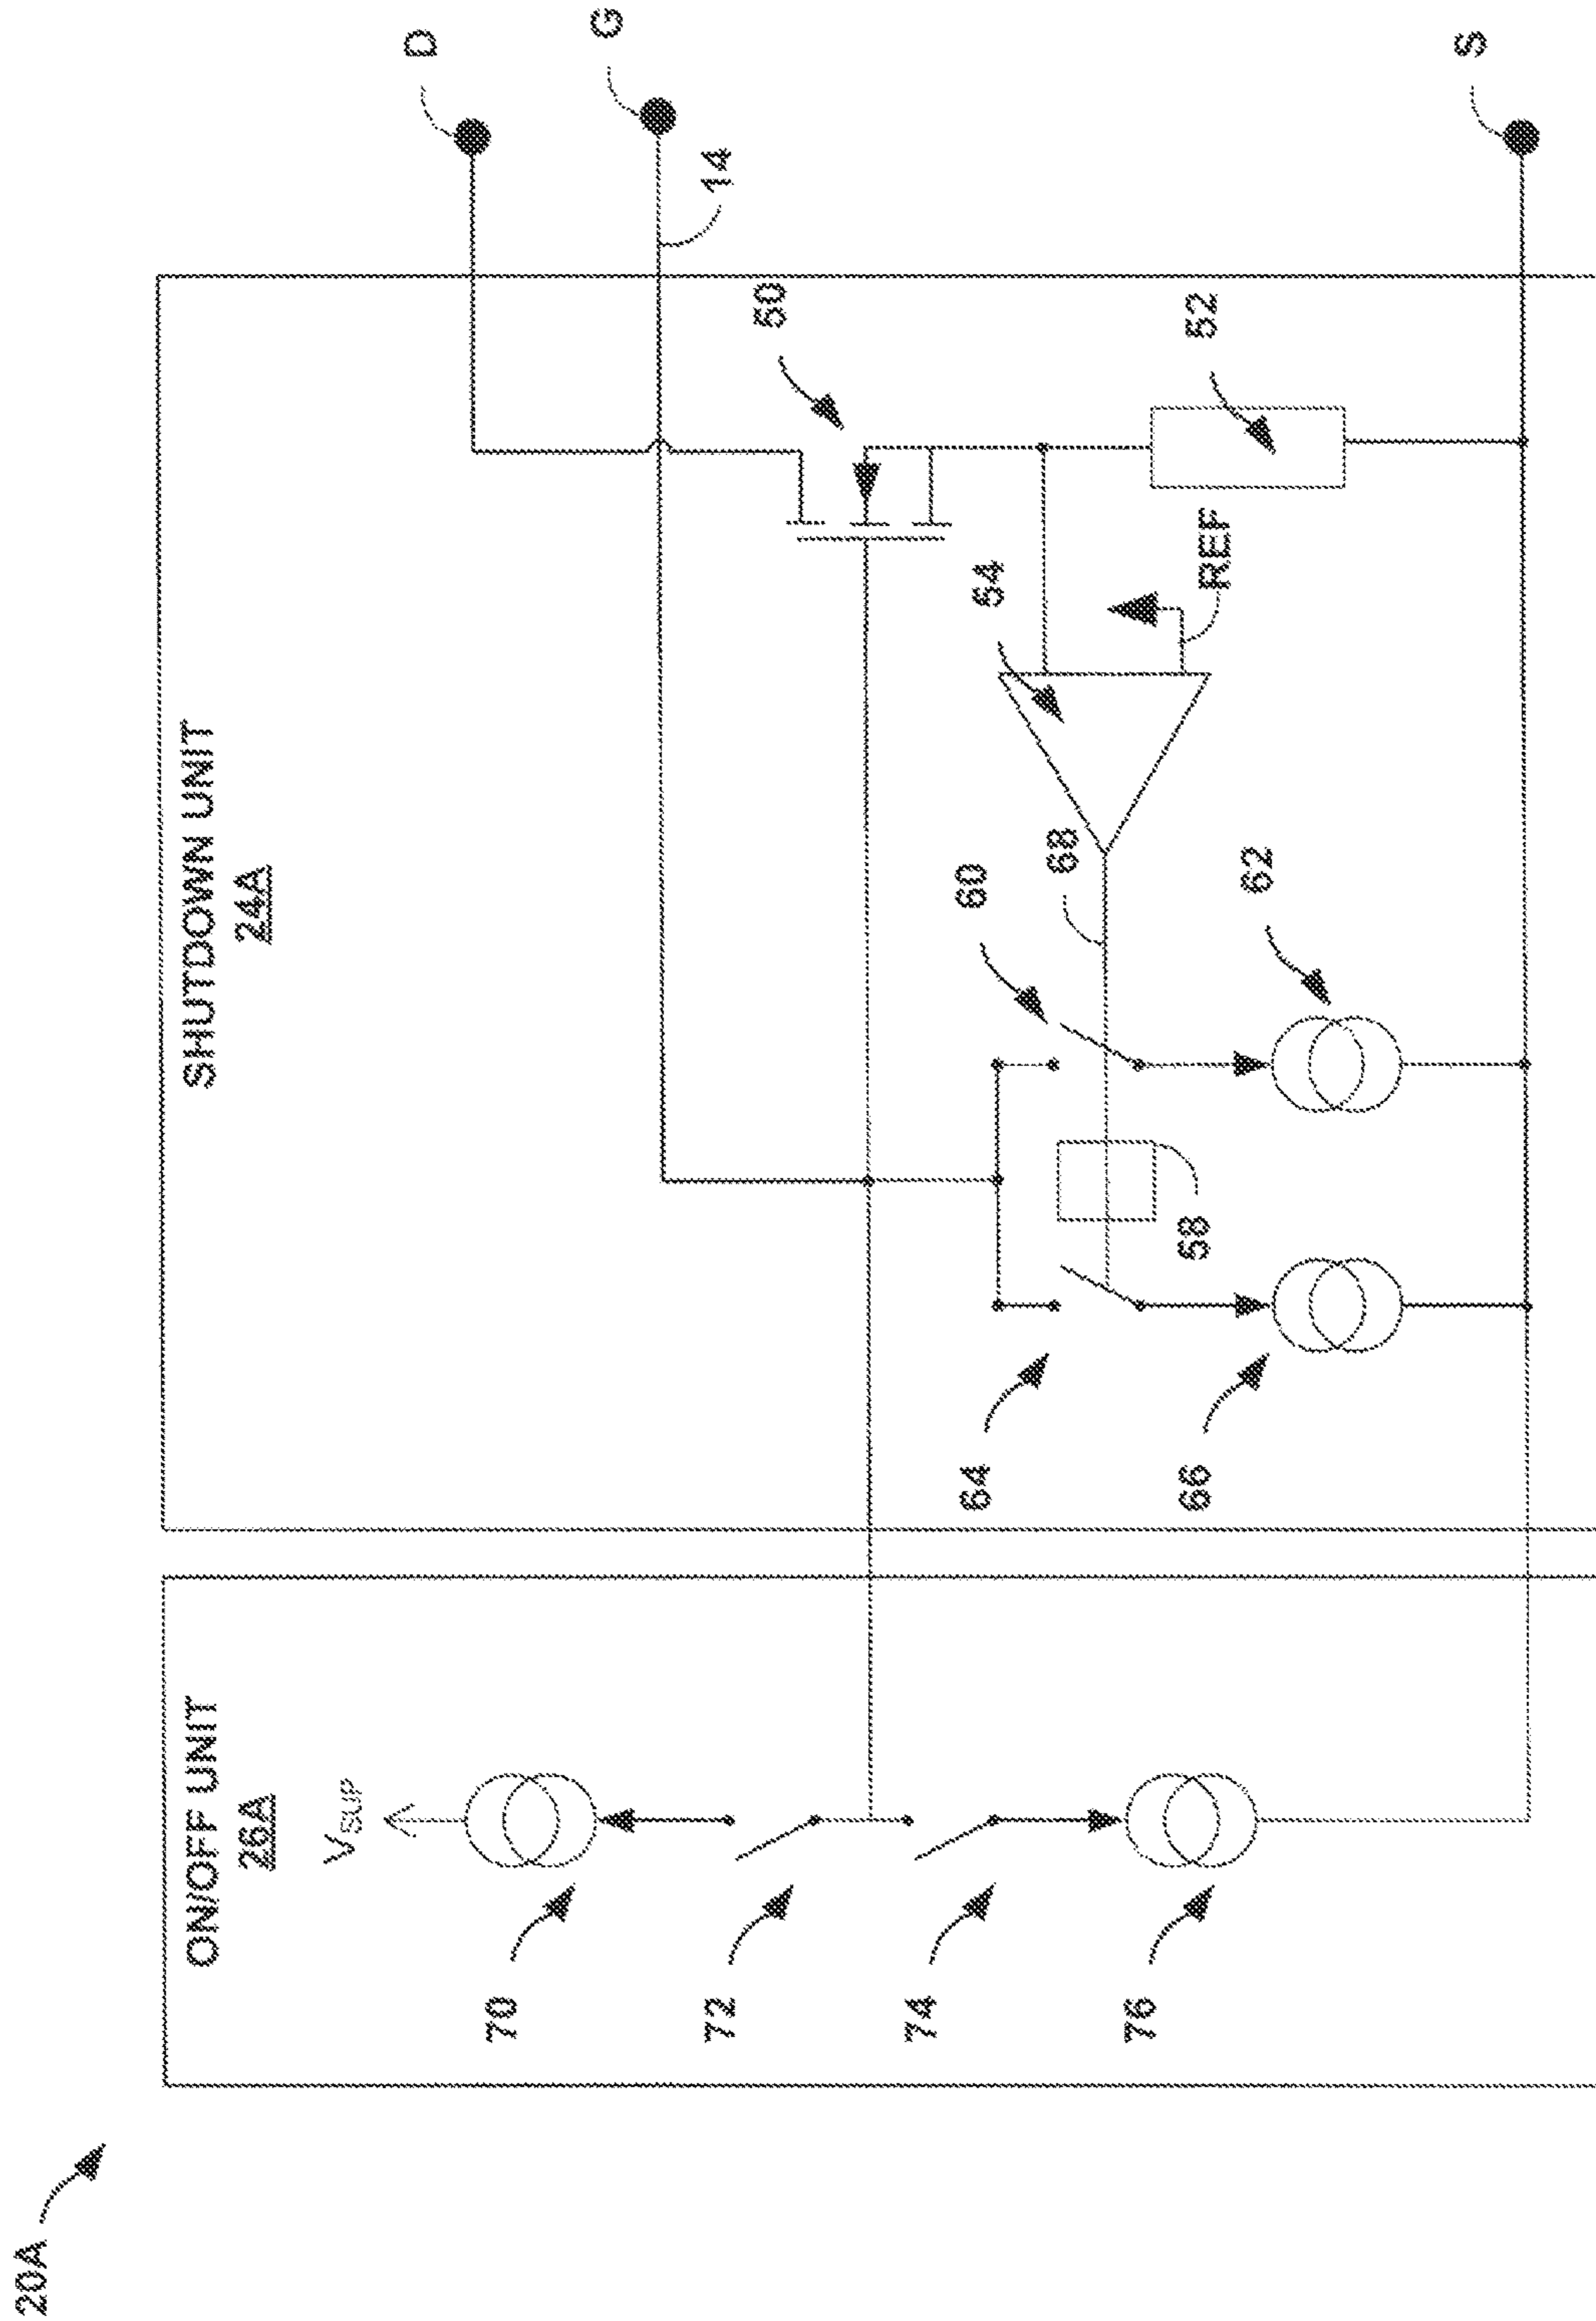 20A
ON/OFF UNIT
26A
V_SUP
70
72
74
76
SHUTDOWN UNIT
24A
64
66
58
60
68
62
54
REF
50
52
14
D
G
S